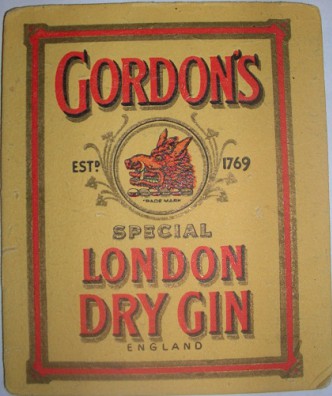 GORDON'S
ESTD 1769
TRADE MARK
SPECIAL
LONDON
DRY GIN
ENGLAND